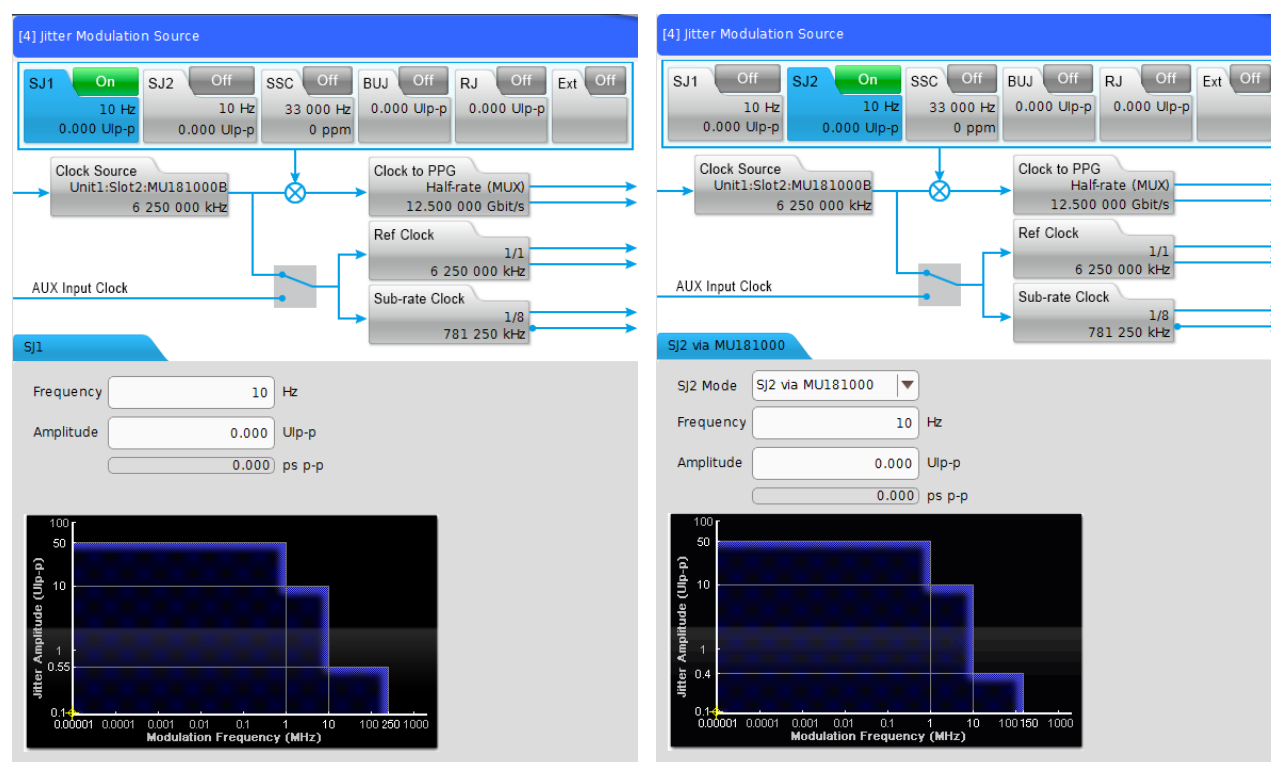 [4] Jitter Modulation Source
SJ1 On SJ2 Off SSC Off BUJ Off RJ Off Ext Off
10 Hz 10 Hz 33 000 Hz 0.000 UIp-p 0.000 UIp-p
0.000 UIp-p 0.000 UIp-p 0 ppm
Clock Source
Unit1:Slot2:MU181000B
6 250 000 kHz
Clock to PPG
Half-rate (MUX)
12.500 000 Gbit/s
Ref Clock
1/1
6 250 000 kHz
AUX Input Clock
Sub-rate Clock
1/8
781 250 kHz
SJ1
Frequency 10 Hz
Amplitude 0.000 UIp-p
0.000 ps p-p
100
50
10
1
0.55
0.1
Jitter Amplitude (UIp-p)
0.00001 0.0001 0.001 0.01 0.1 1 10 100 250 1000
Modulation Frequency (MHz)
[4] Jitter Modulation Source
SJ1 Off SJ2 On SSC Off BUJ Off RJ Off Ext Off
10 Hz 10 Hz 33 000 Hz 0.000 UIp-p 0.000 UIp-p
0.000 UIp-p 0.000 UIp-p 0 ppm
Clock Source
Unit1:Slot2:MU181000B
6 250 000 kHz
Clock to PPG
Half-rate (MUX)
12.500 000 Gbit/s
Ref Clock
1/1
6 250 000 kHz
AUX Input Clock
Sub-rate Clock
1/8
781 250 kHz
SJ2 via MU181000
SJ2 Mode SJ2 via MU181000
Frequency 10 Hz
Amplitude 0.000 UIp-p
0.000 ps p-p
100
50
10
1
0.4
0.1
Jitter Amplitude (UIp-p)
0.00001 0.0001 0.001 0.01 0.1 1 10 100 150 1000
Modulation Frequency (MHz)